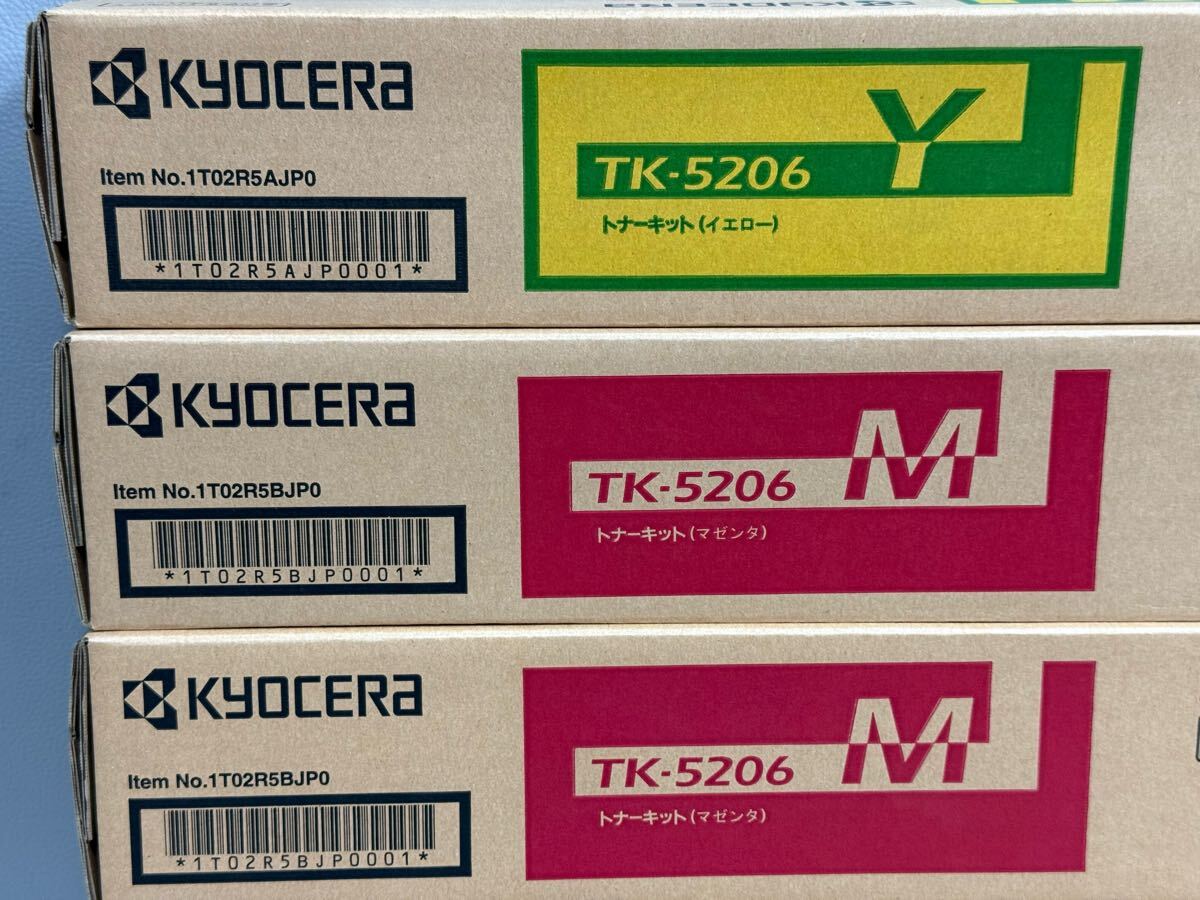 KYOCERA
KYOCERA
Item No.1T02R5AJP0
*1T02R5AJP0001*
TK-5206 Y
トナーキット(イエロー)
KYOCERA
Item No.1T02R5BJP0
*1T02R5BJP0001*
TK-5206 M
トナーキット(マゼンタ)
KYOCERA
Item No.1T02R5BJP0
*1T02R5BJP0001*
TK-5206 M
トナーキット(マゼンタ)